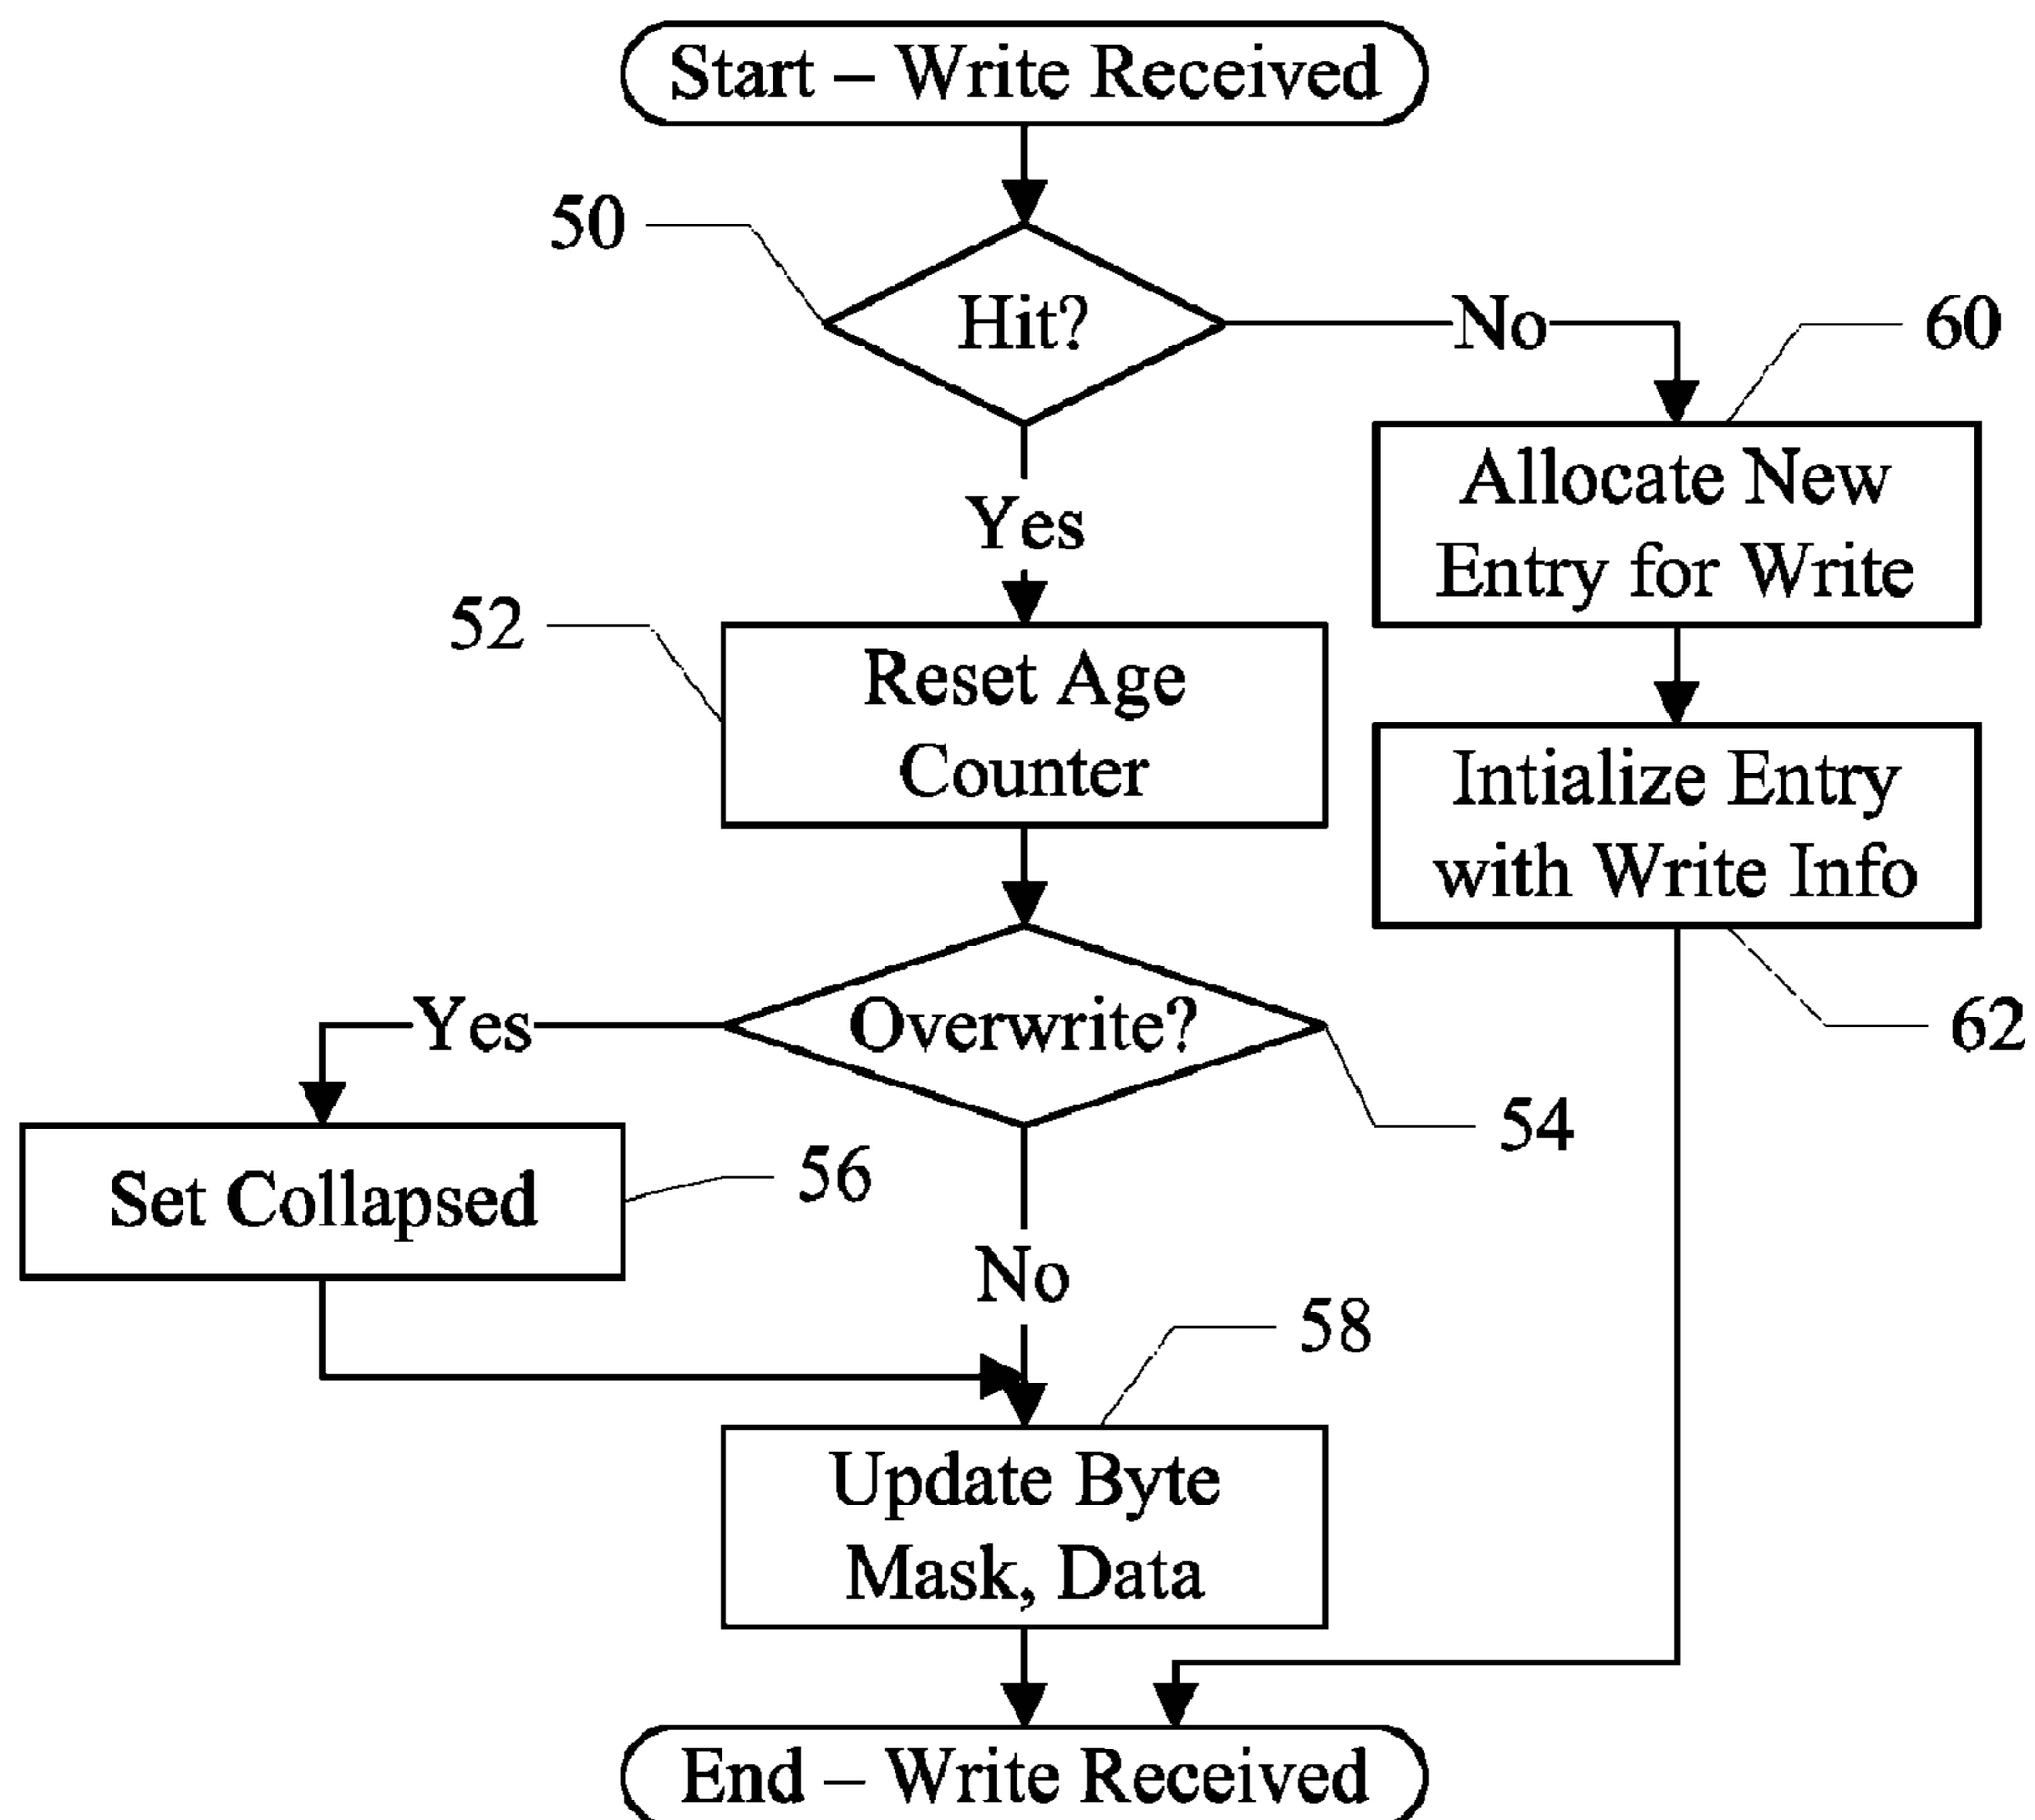 Start – Write Received
50
Hit?
No
60
Yes
Allocate New
Entry for Write
52
Reset Age
Counter
Intialize Entry
with Write Info
Yes
Overwrite?
62
54
Set Collapsed
56
No
58
Update Byte
Mask, Data
End – Write Received